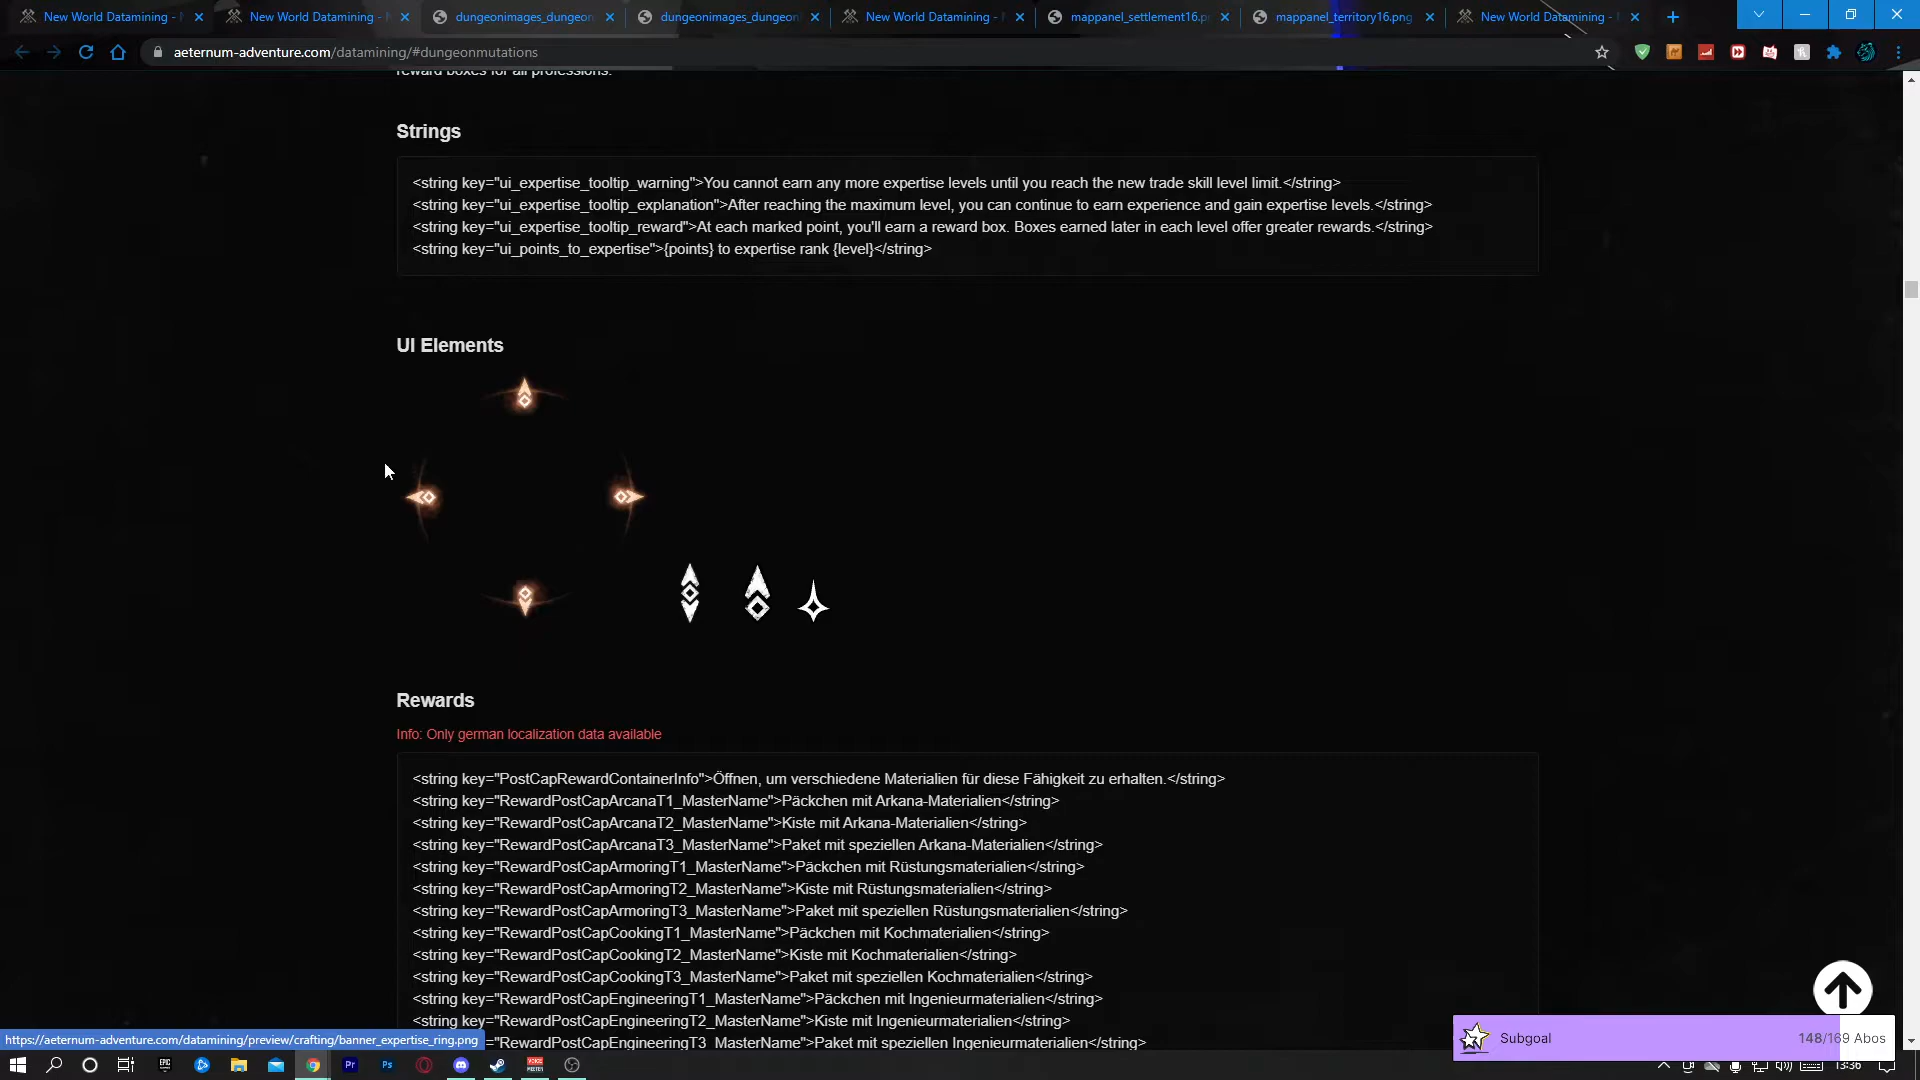 New World Datamining -
New World Datamining -
dungeonimages_dungeon
dungeonimages_dungeon
New World Datamining -
mappanel_settlement16.p
mappanel_territory16.png
New World Datamining -
aeternum-adventure.com/datamining/#dungeonmutations
reward boxes for all professions.
Strings
<string key="ui_expertise_tooltip_warning">You cannot earn any more expertise levels until you reach the new trade skill level limit.</string>
<string key="ui_expertise_tooltip_explanation">After reaching the maximum level, you can continue to earn experience and gain expertise levels.</string>
<string key="ui_expertise_tooltip_reward">At each marked point, you'll earn a reward box. Boxes earned later in each level offer greater rewards.</string>
<string key="ui_points_to_expertise">{points} to expertise rank {level}</string>
UI Elements
Rewards
Info: Only german localization data available
<string key="PostCapRewardContainerInfo">Öffnen, um verschiedene Materialien für diese Fähigkeit zu erhalten.</string>
<string key="RewardPostCapArcanaT1_MasterName">Päckchen mit Arkana-Materialien</string>
<string key="RewardPostCapArcanaT2_MasterName">Kiste mit Arkana-Materialien</string>
<string key="RewardPostCapArcanaT3_MasterName">Paket mit speziellen Arkana-Materialien</string>
<string key="RewardPostCapArmoringT1_MasterName">Päckchen mit Rüstungsmaterialien</string>
<string key="RewardPostCapArmoringT2_MasterName">Kiste mit Rüstungsmaterialien</string>
<string key="RewardPostCapArmoringT3_MasterName">Paket mit speziellen Rüstungsmaterialien</string>
<string key="RewardPostCapCookingT1_MasterName">Päckchen mit Kochmaterialien</string>
<string key="RewardPostCapCookingT2_MasterName">Kiste mit Kochmaterialien</string>
<string key="RewardPostCapCookingT3_MasterName">Paket mit speziellen Kochmaterialien</string>
<string key="RewardPostCapEngineeringT1_MasterName">Päckchen mit Ingenieurmaterialien</string>
<string key="RewardPostCapEngineeringT2_MasterName">Kiste mit Ingenieurmaterialien</string>
="RewardPostCapEngineeringT3_MasterName">Paket mit speziellen Ingenieurmaterialien</string>
https://aeternum-adventure.com/datamining/preview/crafting/banner_expertise_ring.png
Subgoal
148/169 Abos
EPIC
Pr
Ps
13:36